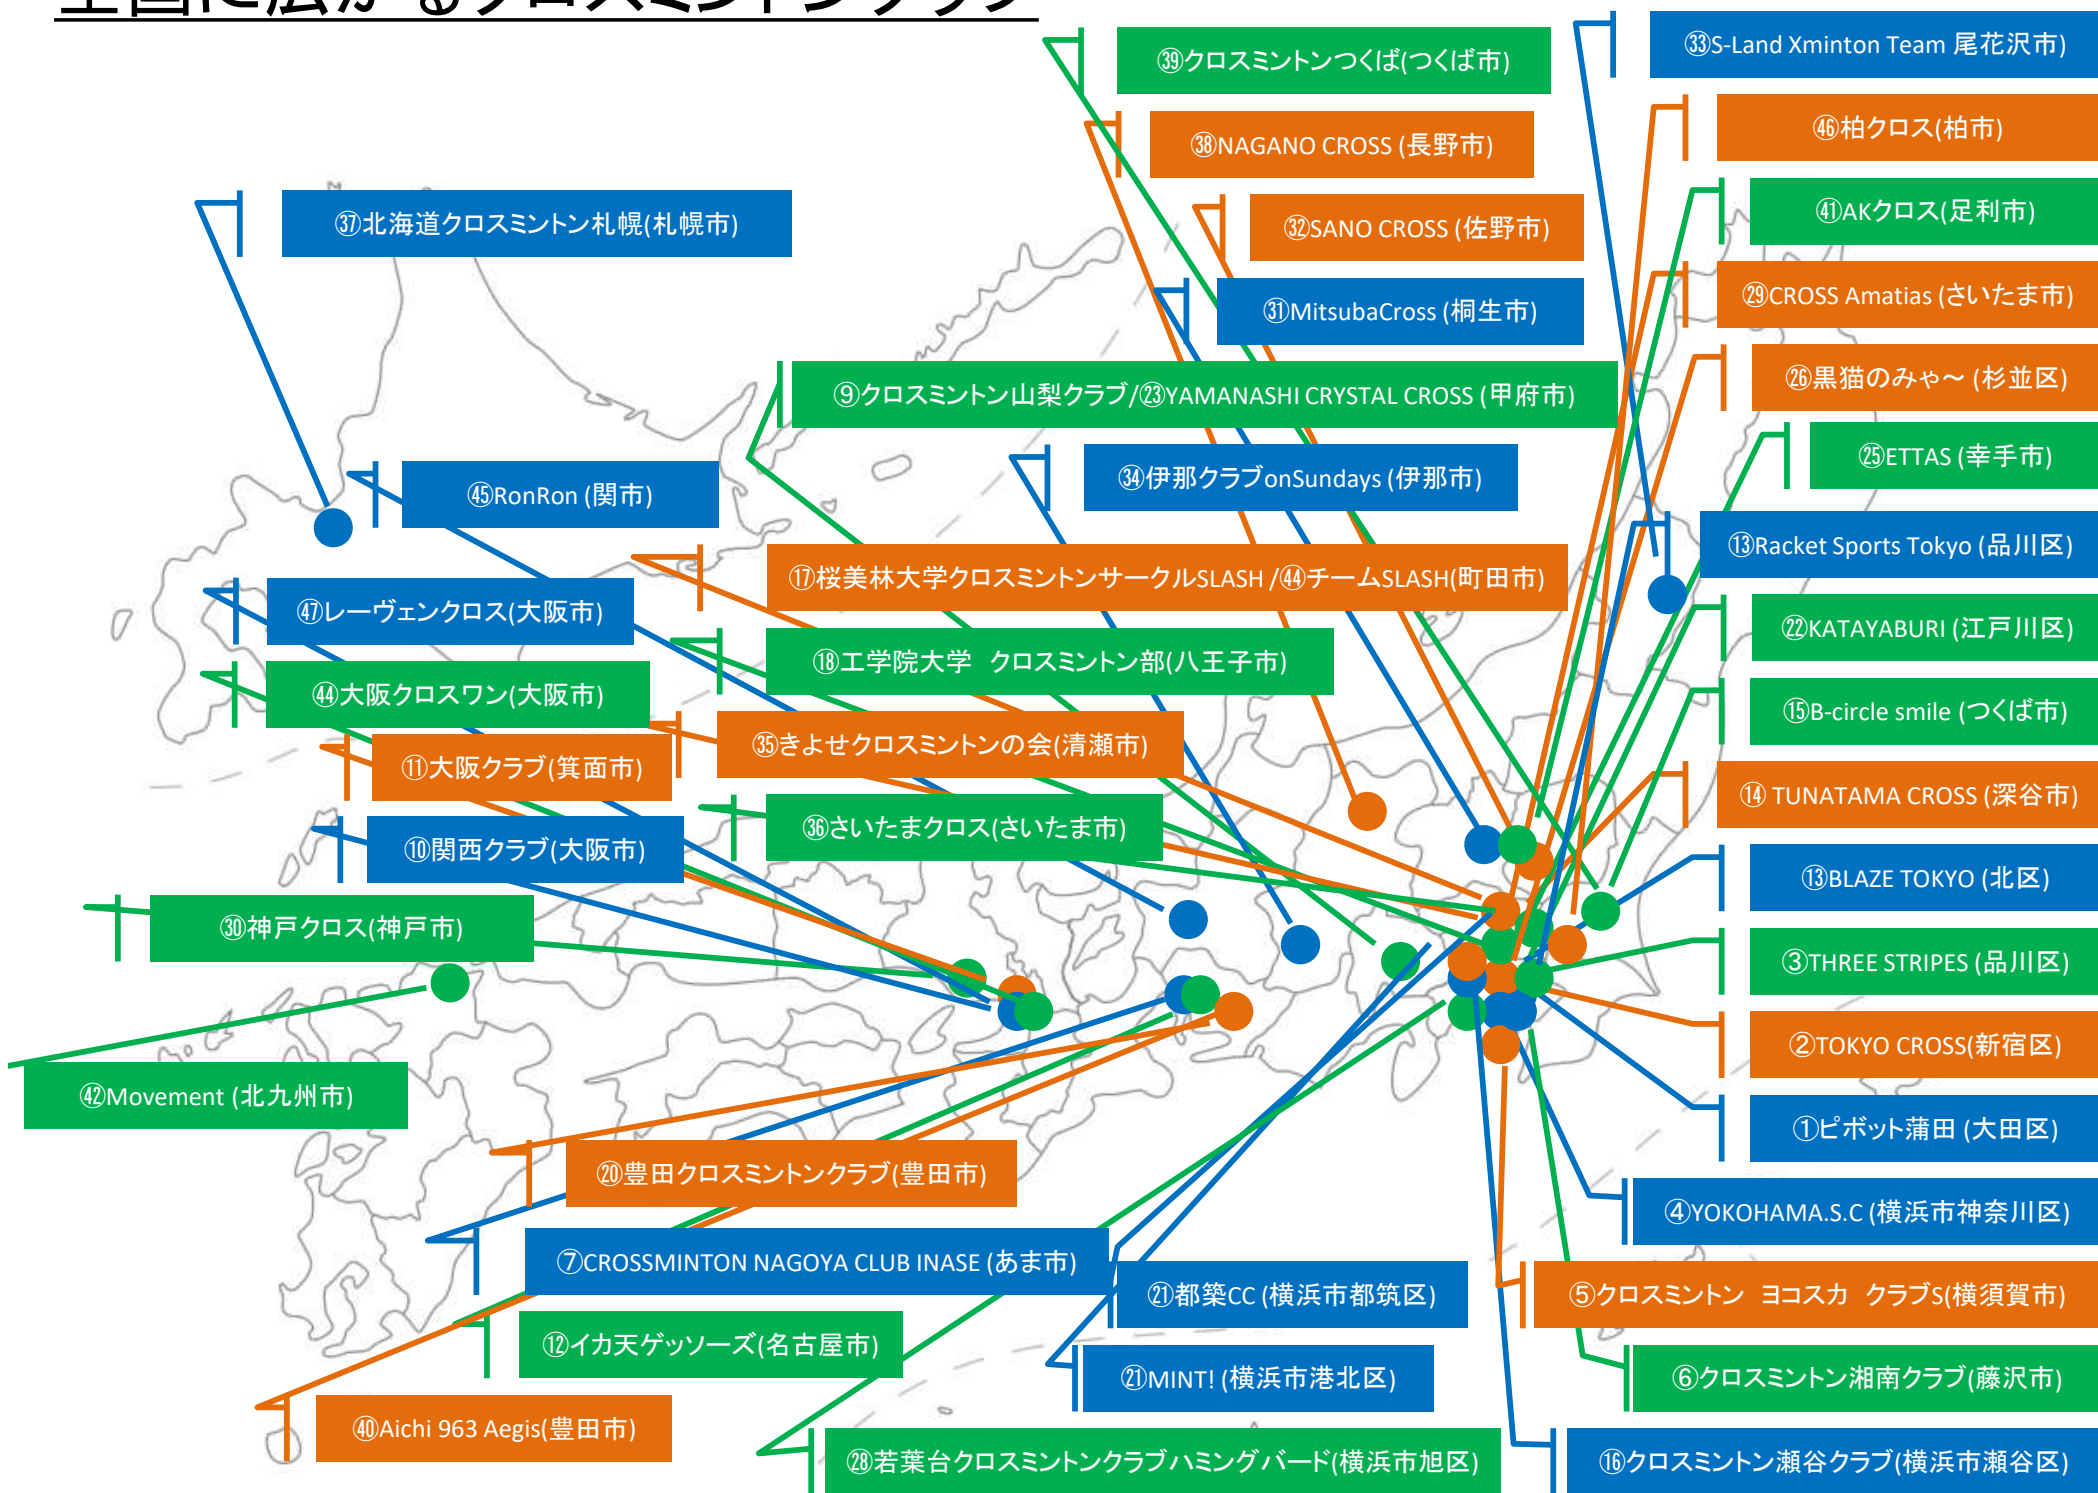 全国に広がるクロスミントンクラブ
㊴クロスミントンつくば(つくば市)
㉝S-Land Xminton Team 尾花沢市)
㊳NAGANO CROSS (長野市)
㊻柏クロス(柏市)
㊲北海道クロスミントン札幌(札幌市)
㉜SANO CROSS (佐野市)
㊶AKクロス(足利市)
㉛MitsubaCross (桐生市)
㉙CROSS Amatias (さいたま市)
⑨クロスミントン山梨クラブ/㉓YAMANASHI CRYSTAL CROSS (甲府市)
㉖黒猫のみゃ～ (杉並区)
㊺RonRon (関市)
㉞伊那クラブonSundays (伊那市)
㉕ETTAS (幸手市)
⑬Racket Sports Tokyo (品川区)
⑰桜美林大学クロスミントンサークルSLASH /㊹チームSLASH(町田市)
㊼レーヴェンクロス(大阪市)
㉒KATAYABURI (江戸川区)
⑱工学院大学　クロスミントン部(八王子市)
㊹大阪クロスワン(大阪市)
⑮B-circle smile (つくば市)
㉟きよせクロスミントンの会(清瀬市)
⑪大阪クラブ(箕面市)
⑭ TUNATAMA CROSS (深谷市)
㊱さいたまクロス(さいたま市)
⑩関西クラブ(大阪市)
⑬BLAZE TOKYO (北区)
㉚神戸クロス(神戸市)
③THREE STRIPES (品川区)
②TOKYO CROSS(新宿区)
㊷Movement (北九州市)
①ピボット蒲田 (大田区)
⑳豊田クロスミントンクラブ(豊田市)
④YOKOHAMA.S.C (横浜市神奈川区)
⑦CROSSMINTON NAGOYA CLUB INASE (あま市)
㉑都築CC (横浜市都筑区)
⑤クロスミントン　ヨコスカ　クラブS(横須賀市)
⑫イカ天ゲッソーズ(名古屋市)
㉑MINT! (横浜市港北区)
⑥クロスミントン湘南クラブ(藤沢市)
㊵Aichi 963 Aegis(豊田市)
㉘若葉台クロスミントンクラブハミングバード(横浜市旭区)
⑯クロスミントン瀬谷クラブ(横浜市瀬谷区)